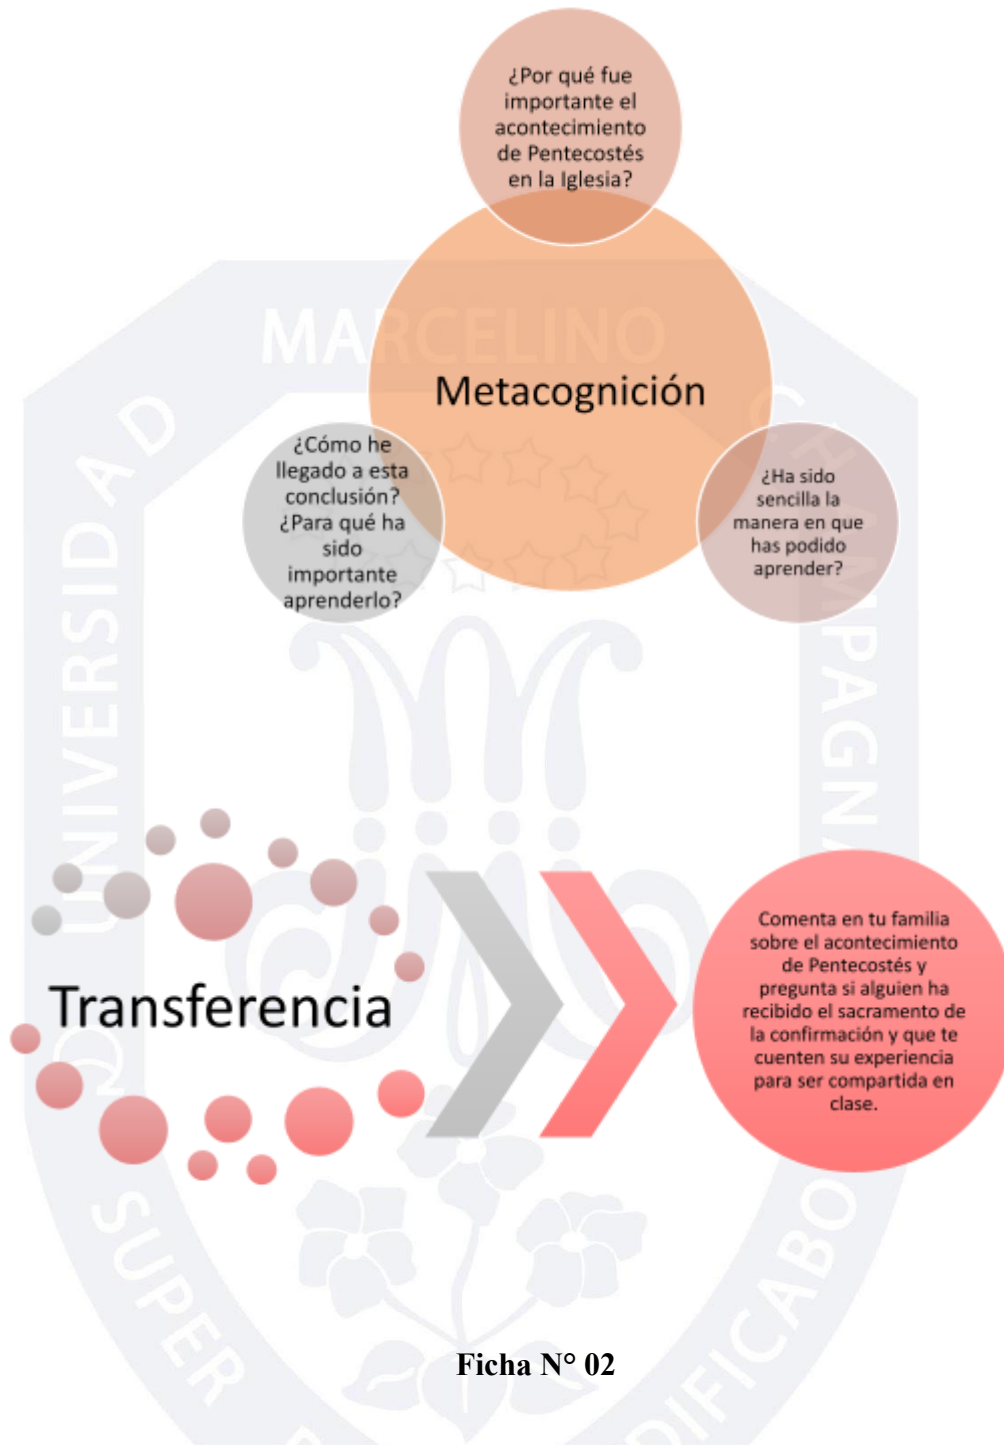 ¿Por qué fue
importante el
acontecimiento
de Pentecostés
en la Iglesia?
MARCELINO
Metacognición
¿Cómo he
llegado a esta
conclusión?
¿Para qué ha
sido
importante
aprenderlo?
¿Ha sido
sencilla la
manera en que
has podido
aprender?
UNIVERSIDAD
CHAMPAGNA
Transferencia
Comenta en tu familia
sobre el acontecimiento
de Pentecostés y
pregunta si alguien ha
recibido el sacramento de
la confirmación y que te
cuenten su experiencia
para ser compartida en
clase.
SUPER
DIFICABO
Ficha N° 02